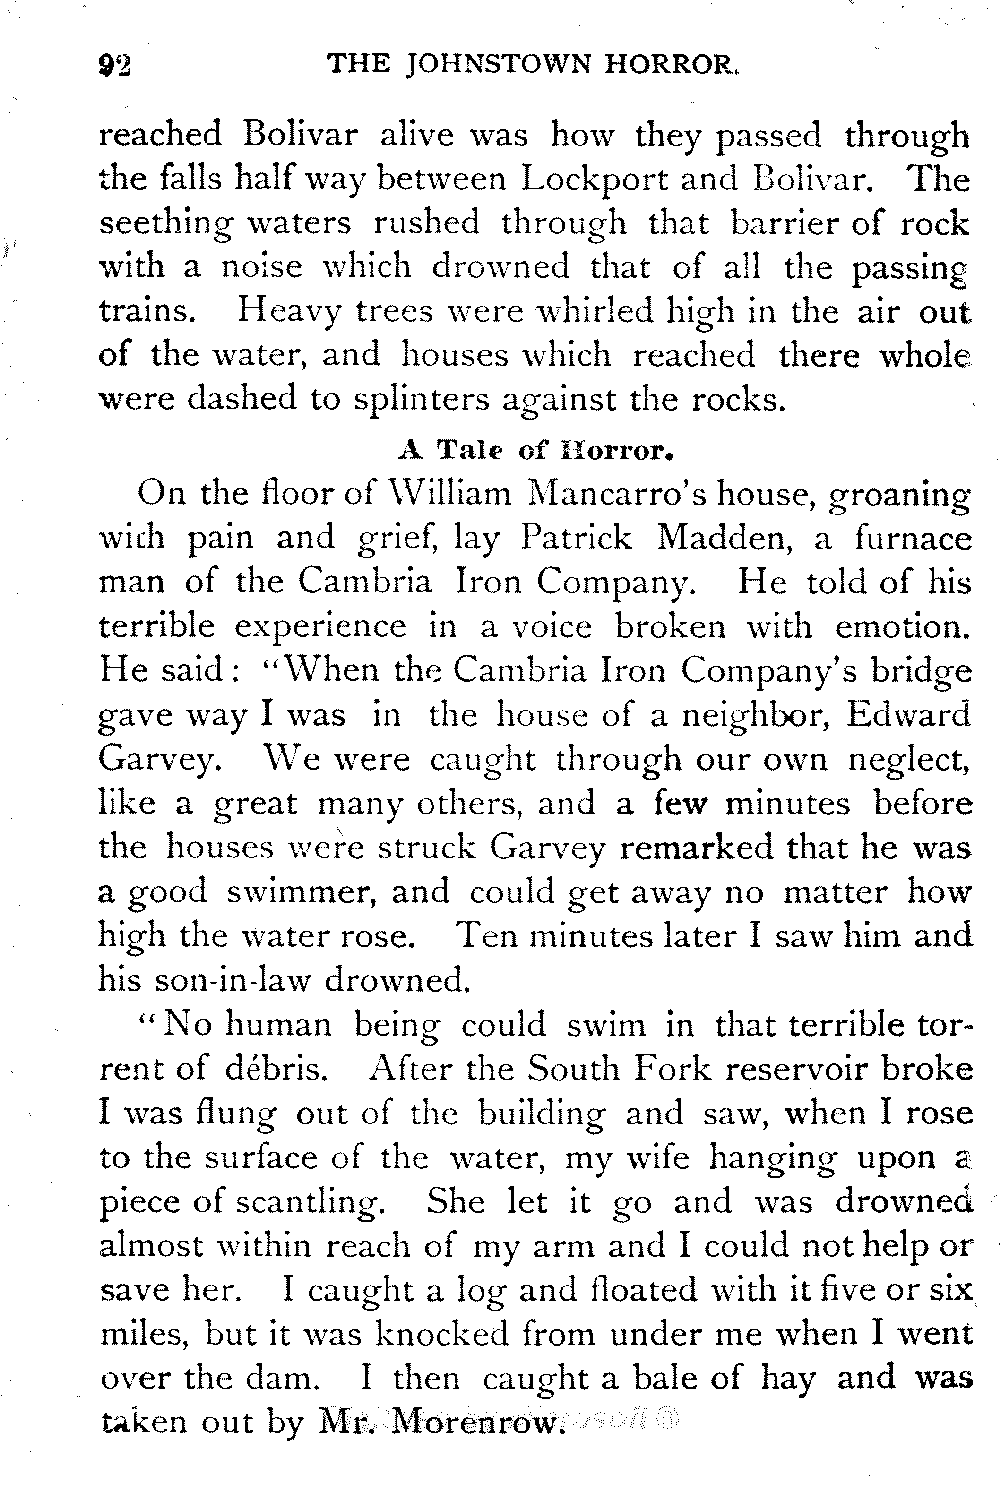 92 THE JOHNSTOWN HORROR.
reached Bolivar alive was how they passed through
the falls half way between Lockport and Bolivar. The
seething waters rushed through that barrier of rock
with a noise which drowned that of all the passing
trains. Heavy trees were whirled high in the air out
of the water, and houses which reached there whole
were dashed to splinters against the rocks.
A Tale of Horror.
On the floor of William Mancarro's house, groaning
with pain and grief, lay Patrick Madden, a furnace
man of the Cambria Iron Company. He told of his
terrible experience in a voice broken with emotion.
He said: "When the Cambria Iron Company's bridge
gave way I was in the house of a neighbor, Edward
Garvey. We were caught through our own neglect,
like a great many others, and a few minutes before
the houses were struck Garvey remarked that he was
a good swimmer, and could get away no matter how
high the water rose. Ten minutes later I saw him and
his son-in-law drowned.
"No human being could swim in that terrible tor-
rent of débris. After the South Fork reservoir broke
I was flung out of the building and saw, when I rose
to the surface of the water, my wife hanging upon a
piece of scantling. She let it go and was drowned
almost within reach of my arm and I could not help or
save her. I caught a log and floated with it five or six
miles, but it was knocked from under me when I went
over the dam. I then caught a bale of hay and was
taken out by Mr. Morenrow.